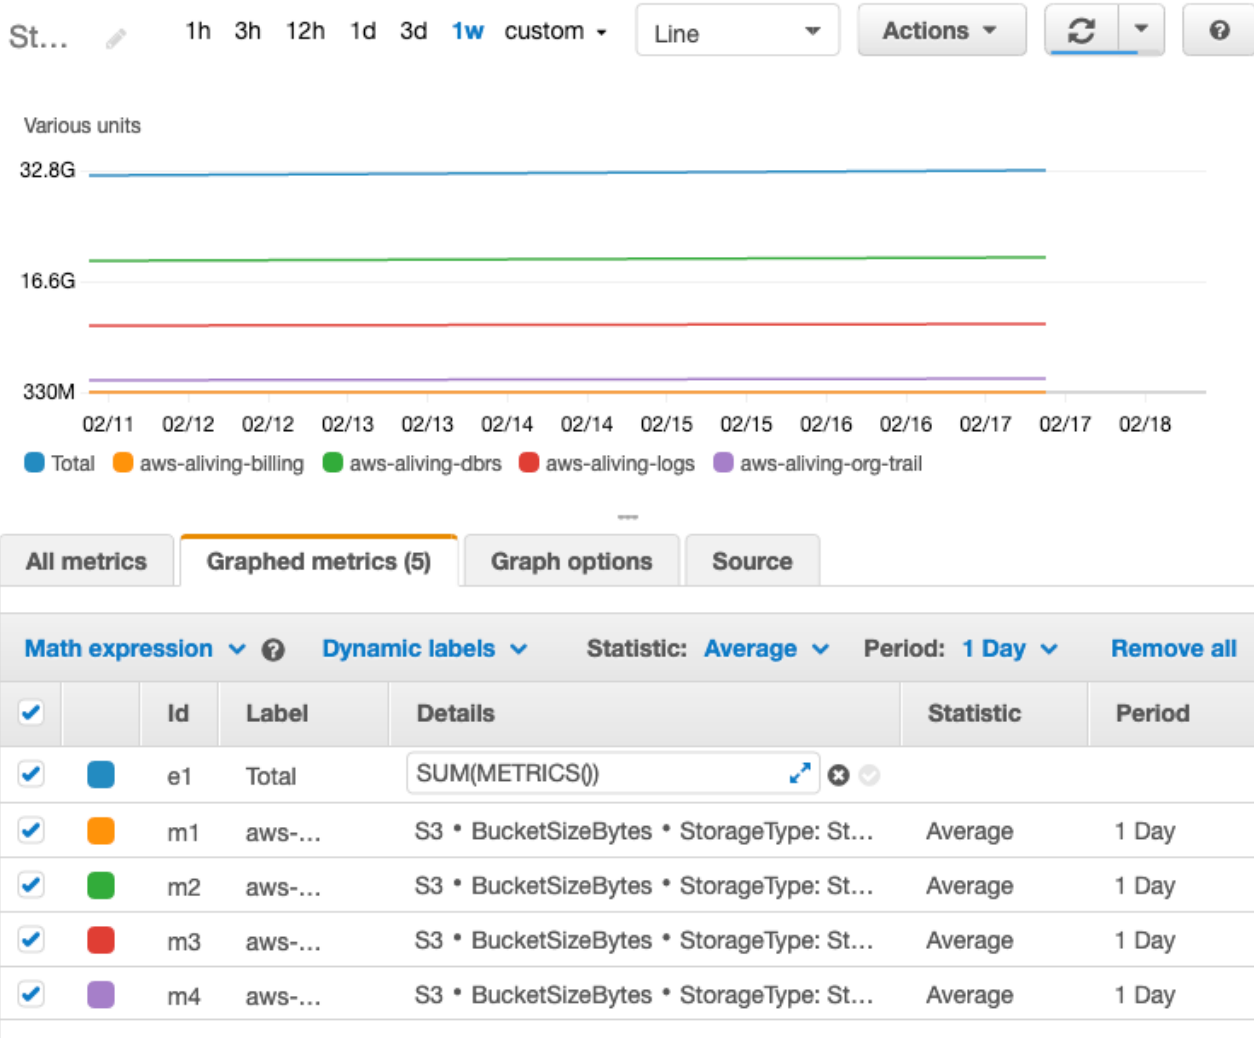 St... 1h 3h 12h 1d 3d 1w custom Line Actions
Various units
32.8G
16.6G
330M
02/11 02/12 02/12 02/13 02/13 02/14 02/14 02/15 02/15 02/16 02/16 02/17 02/17 02/18
Total aws-aliving-billing aws-aliving-dbrs aws-aliving-logs aws-aliving-org-trail
All metrics Graphed metrics (5) Graph options Source
Math expression Dynamic labels Statistic: Average Period: 1 Day Remove all
Id Label Details Statistic Period
e1 Total SUM(METRICS())
m1 aws-... S3 • BucketSizeBytes • StorageType: St... Average 1 Day
m2 aws-... S3 • BucketSizeBytes • StorageType: St... Average 1 Day
m3 aws-... S3 • BucketSizeBytes • StorageType: St... Average 1 Day
m4 aws-... S3 • BucketSizeBytes • StorageType: St... Average 1 Day